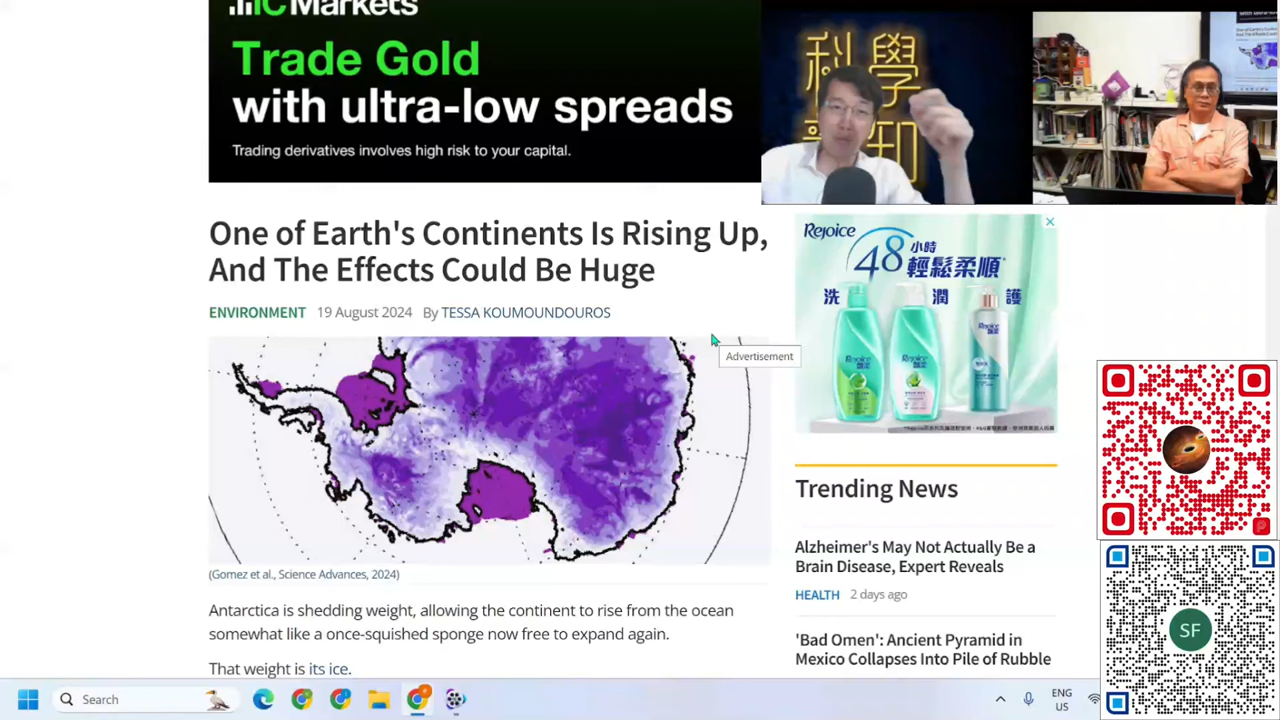 IC Markets
Trade Gold
with ultra-low spreads
Trading derivatives involves high risk to your capital.
科學
知
One of Earth's Continents Is Rising Up,
And The Effects Could Be Huge
ENVIRONMENT 19 August 2024 By TESSA KOUMOUNDOUROS
Advertisement
(Gomez et al., Science Advances, 2024)
Antarctica is shedding weight, allowing the continent to rise from the ocean
somewhat like a once-squished sponge now free to expand again.
That weight is its ice.
Rejoice
48小時
輕鬆柔順
洗 潤 護
Trending News
Alzheimer's May Not Actually Be a
Brain Disease, Expert Reveals
HEALTH 2 days ago
'Bad Omen': Ancient Pyramid in
Mexico Collapses Into Pile of Rubble
SF
Search
ENG
US